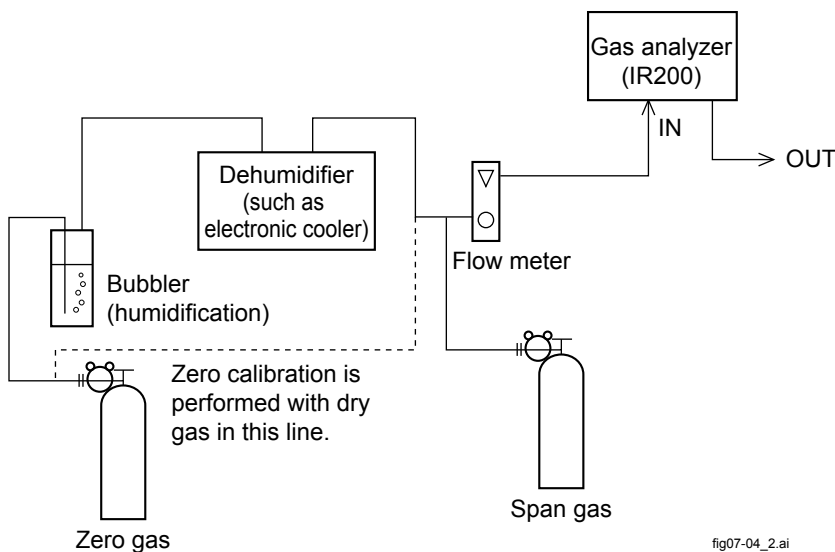 Gas analyzer
(IR200)
IN
OUT
Dehumidifier
(such as
electronic cooler)
Flow meter
Bubbler
(humidification)
Zero calibration is
performed with dry
gas in this line.
Span gas
Zero gas
fig07-04_2.ai